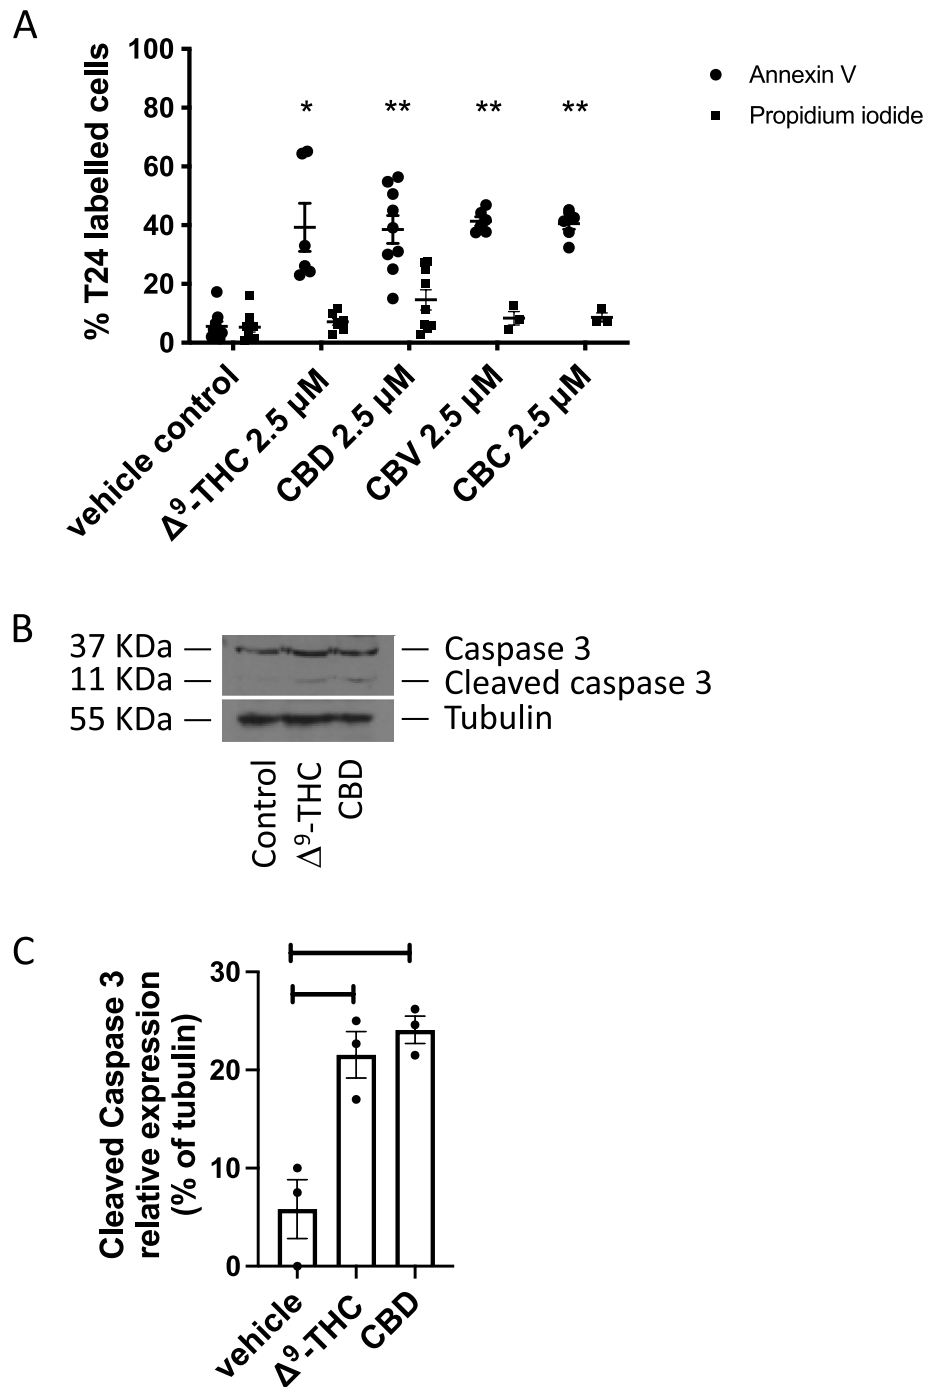 A
% T24 labelled cells
100
80
60
40
20
0
* ** ** **
Annexin V
Propidium iodide
vehicle control
Δ⁹-THC 2.5 µM
CBD 2.5 µM
CBV 2.5 µM
CBC 2.5 µM
B
37 KDa — — Caspase 3
11 KDa — — Cleaved caspase 3
55 KDa — — Tubulin
Control
Δ⁹-THC
CBD
C
Cleaved Caspase 3
relative expression
(% of tubulin)
30
20
10
0
vehicle
Δ⁹-THC
CBD